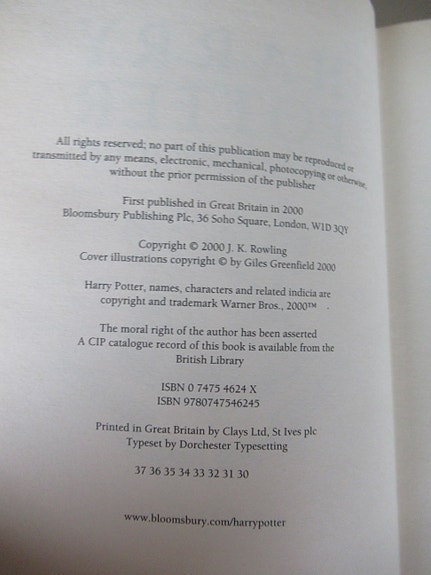 All rights reserved; no part of this publication may be reproduced or
transmitted by any means, electronic, mechanical, photocopying or otherwise,
without the prior permission of the publisher
First published in Great Britain in 2000
Bloomsbury Publishing Plc, 36 Soho Square, London, W1D 3QY
Copyright © 2000 J. K. Rowling
Cover illustrations copyright © by Giles Greenfield 2000
Harry Potter, names, characters and related indicia are
copyright and trademark Warner Bros., 2000™
The moral right of the author has been asserted
A CIP catalogue record of this book is available from the
British Library
ISBN 0 7475 4624 X
ISBN 9780747546245
Printed in Great Britain by Clays Ltd, St Ives plc
Typeset by Dorchester Typesetting
37 36 35 34 33 32 31 30
www.bloomsbury.com/harrypotter